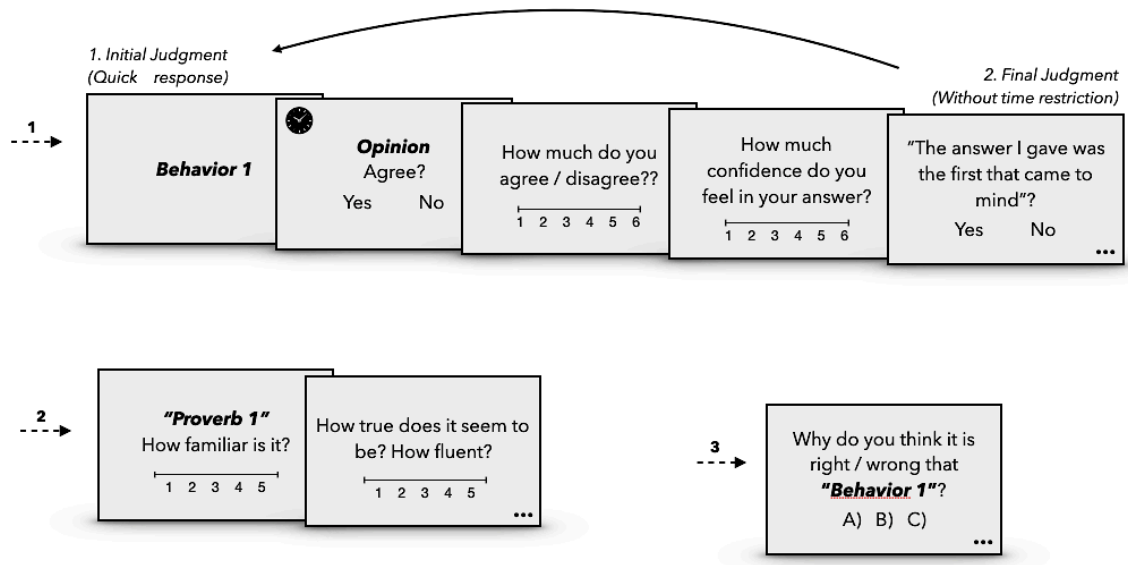 1. Initial Judgment
(Quick response)
2. Final Judgment
(Without time restriction)
1
Behavior 1
Opinion
Agree?
Yes No
How much do you
agree / disagree??
1 2 3 4 5 6
How much
confidence do you
feel in your answer?
1 2 3 4 5 6
"The answer I gave was
the first that came to
mind"?
Yes No
...
2
"Proverb 1"
How familiar is it?
1 2 3 4 5
How true does it seem to
be? How fluent?
1 2 3 4 5
...
3
Why do you think it is
right / wrong that
"Behavior 1"?
A) B) C)
...